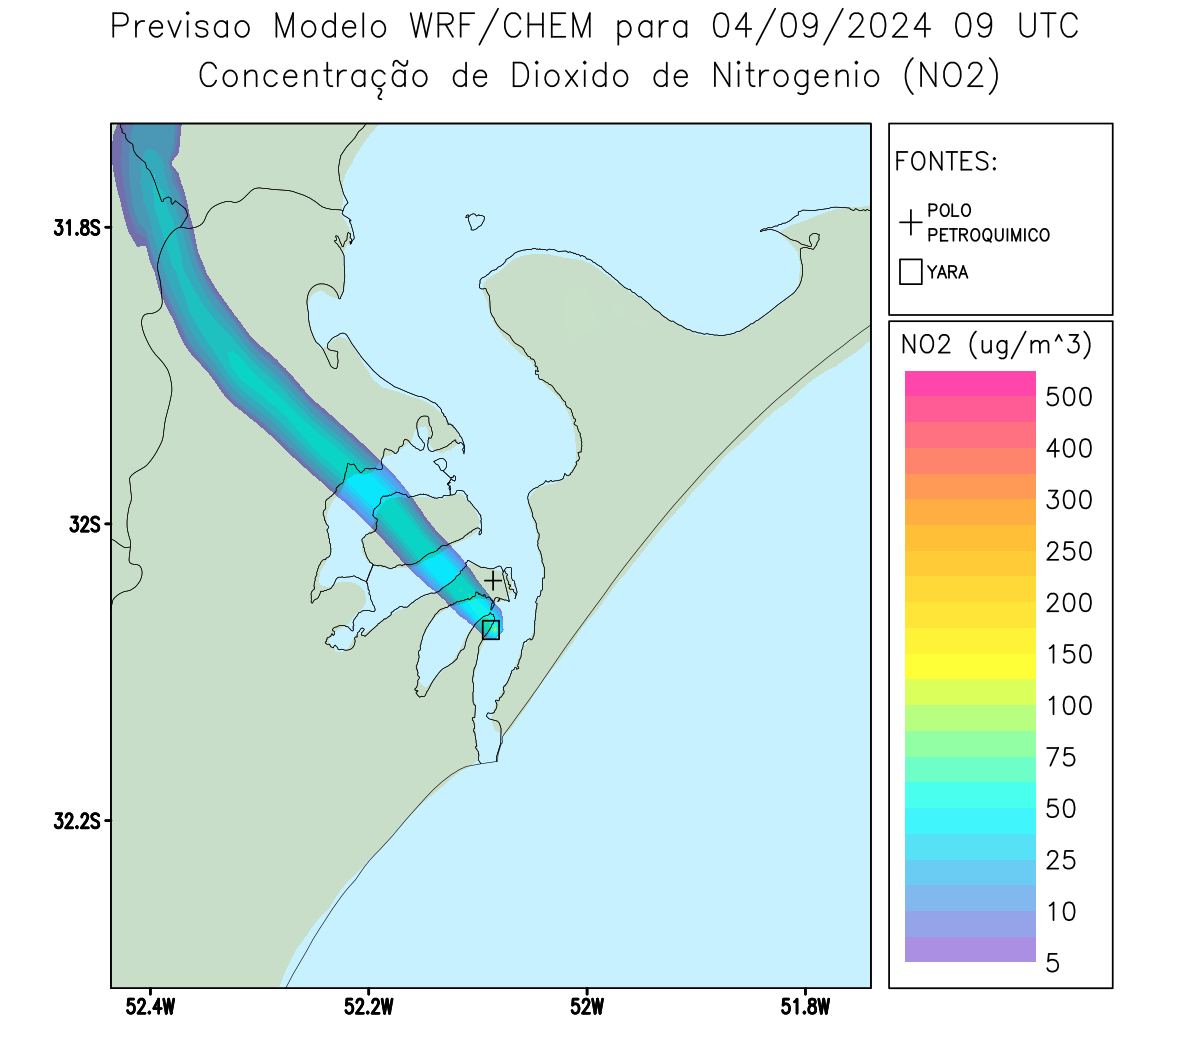 Previsao Modelo WRF/CHEM para 04/09/2024 09 UTC
Concentração de Dioxido de Nitrogenio (NO2)
FONTES:
POLO
PETROQUIMICO
YARA
31.8S
32S
32.2S
52.4W
52.2W
52W
51.8W
NO2 (ug/m^3)
500
400
300
250
200
150
100
75
50
25
10
5